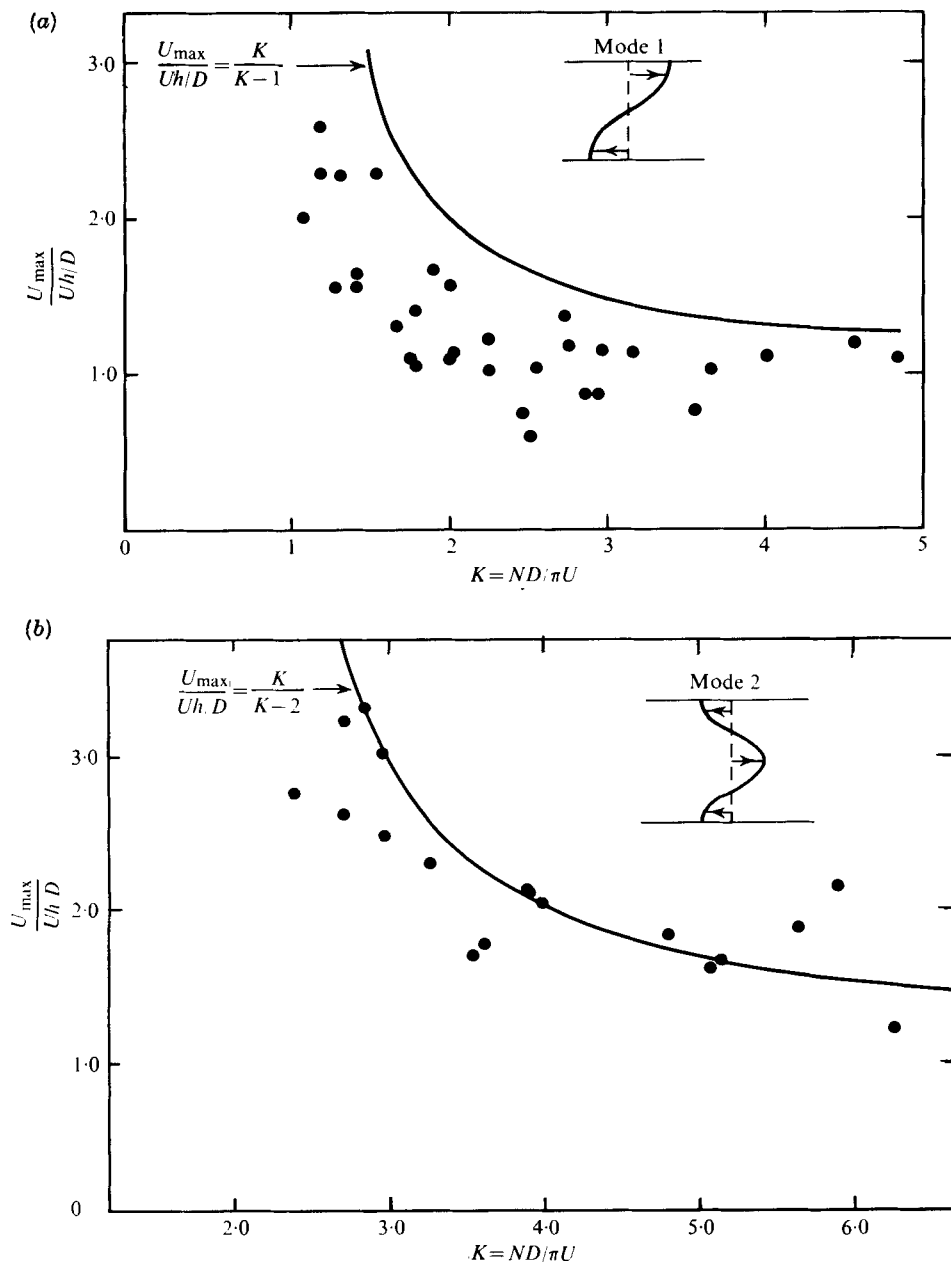 (a)
U_max / Uh/D = K / K−1
Mode 1
3·0
2·0
1·0
U_max / Uh/D
0 1 2 3 4 5
K = ND/πU
(b)
U_max / Uh D = K / K−2
Mode 2
3·0
2·0
1·0
0
U_max / Uh D
2·0 3·0 4·0 5·0 6·0
K = ND/πU